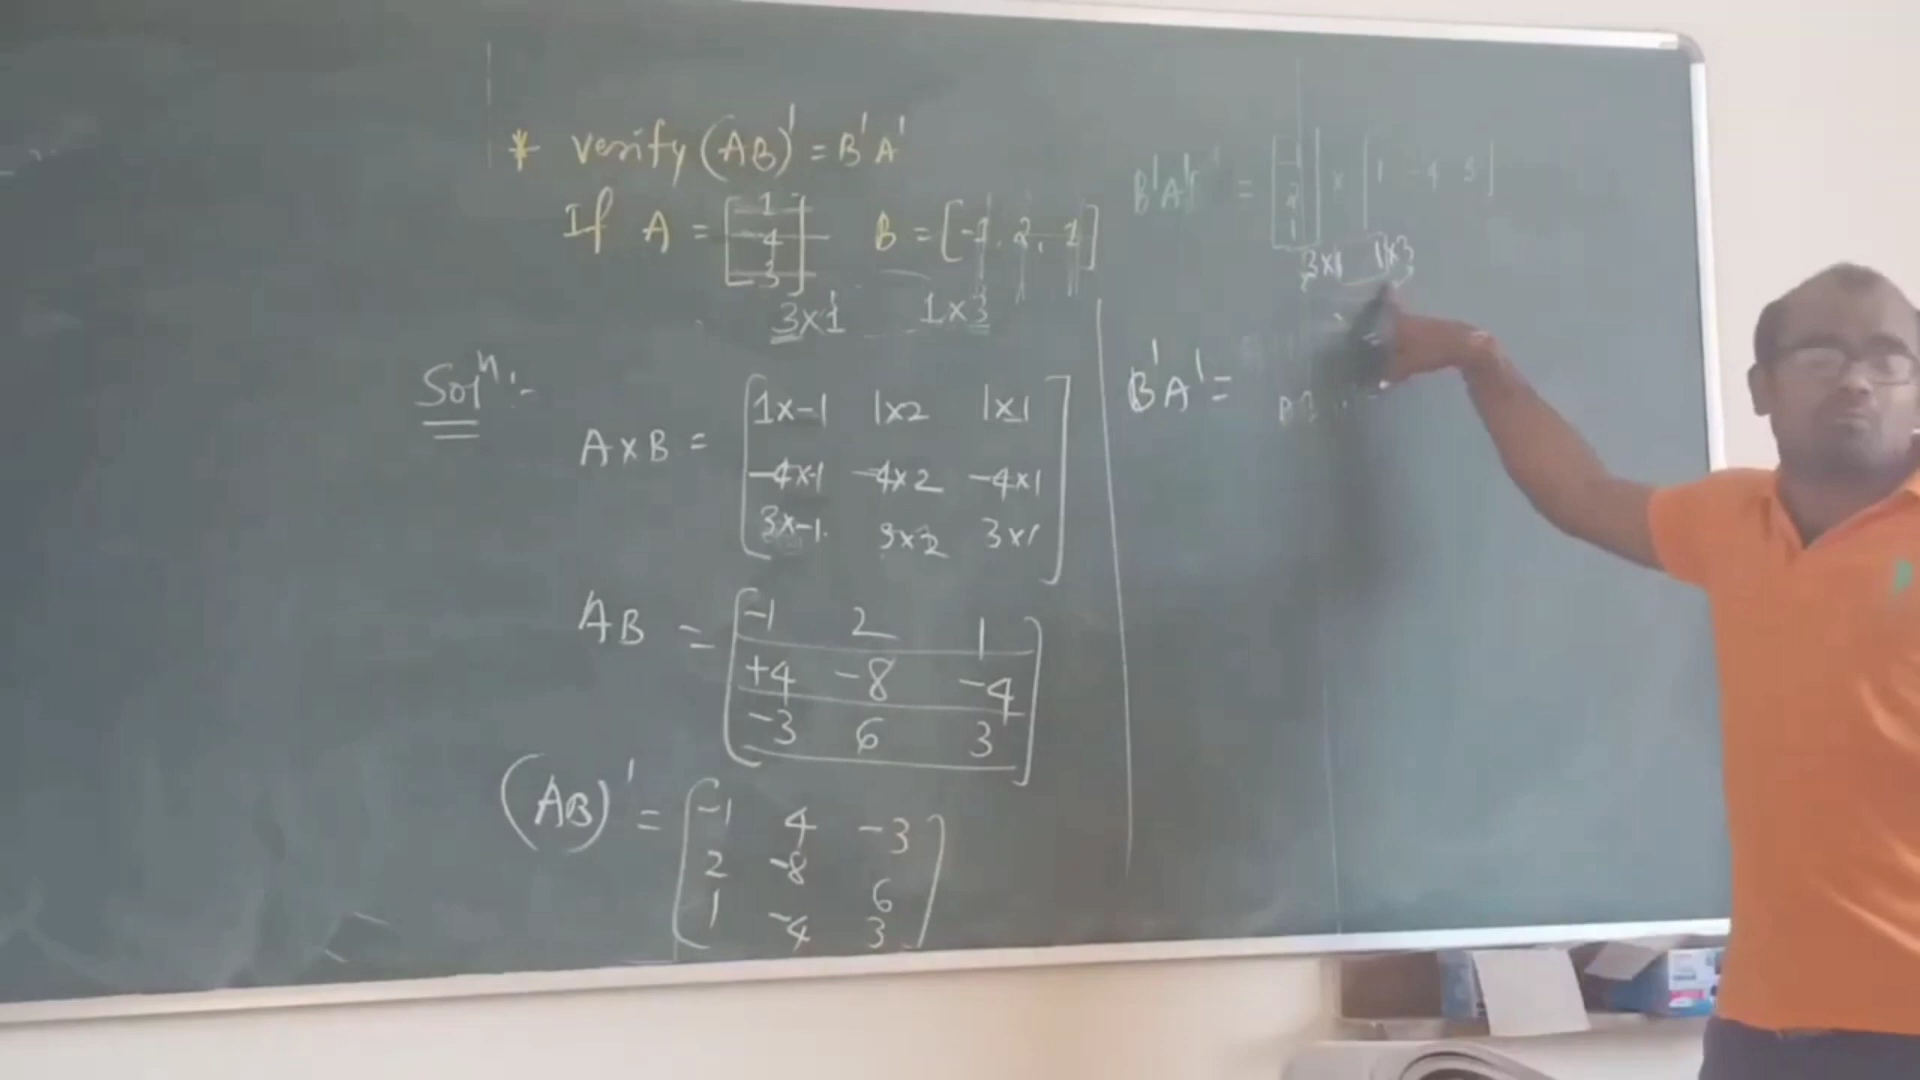 * Verify (AB)' = B'A'
If A = [1 -4 3] B = [-1, 2, 1]
3x1 1x3
Solⁿ:-
AxB = [1x-1 1x2 1x1
-4x-1 -4x2 -4x1
3x-1 3x2 3x1]
AB = [-1 2 1
+4 -8 -4
-3 6 3]
(AB)' = [-1 4 -3
2 -8 6
1 -4 3]
B'A' = [-1 2 1] x [1 -4 3]
3x1 1x3
B'A' =